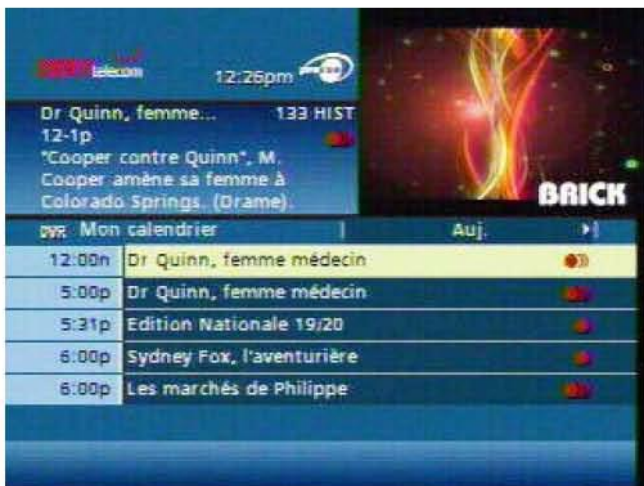 telecom
12:26pm
Dr Quinn, femme... 133 HIST
12-1p
"Cooper contre Quinn", M.
Cooper amène sa femme à
Colorado Springs. (Drame).
BRICK
DVR Mon calendrier Auj.
12:00n Dr Quinn, femme médecin
5:00p Dr Quinn, femme médecin
5:31p Edition Nationale 19/20
6:00p Sydney Fox, l'aventurière
6:00p Les marchés de Philippe